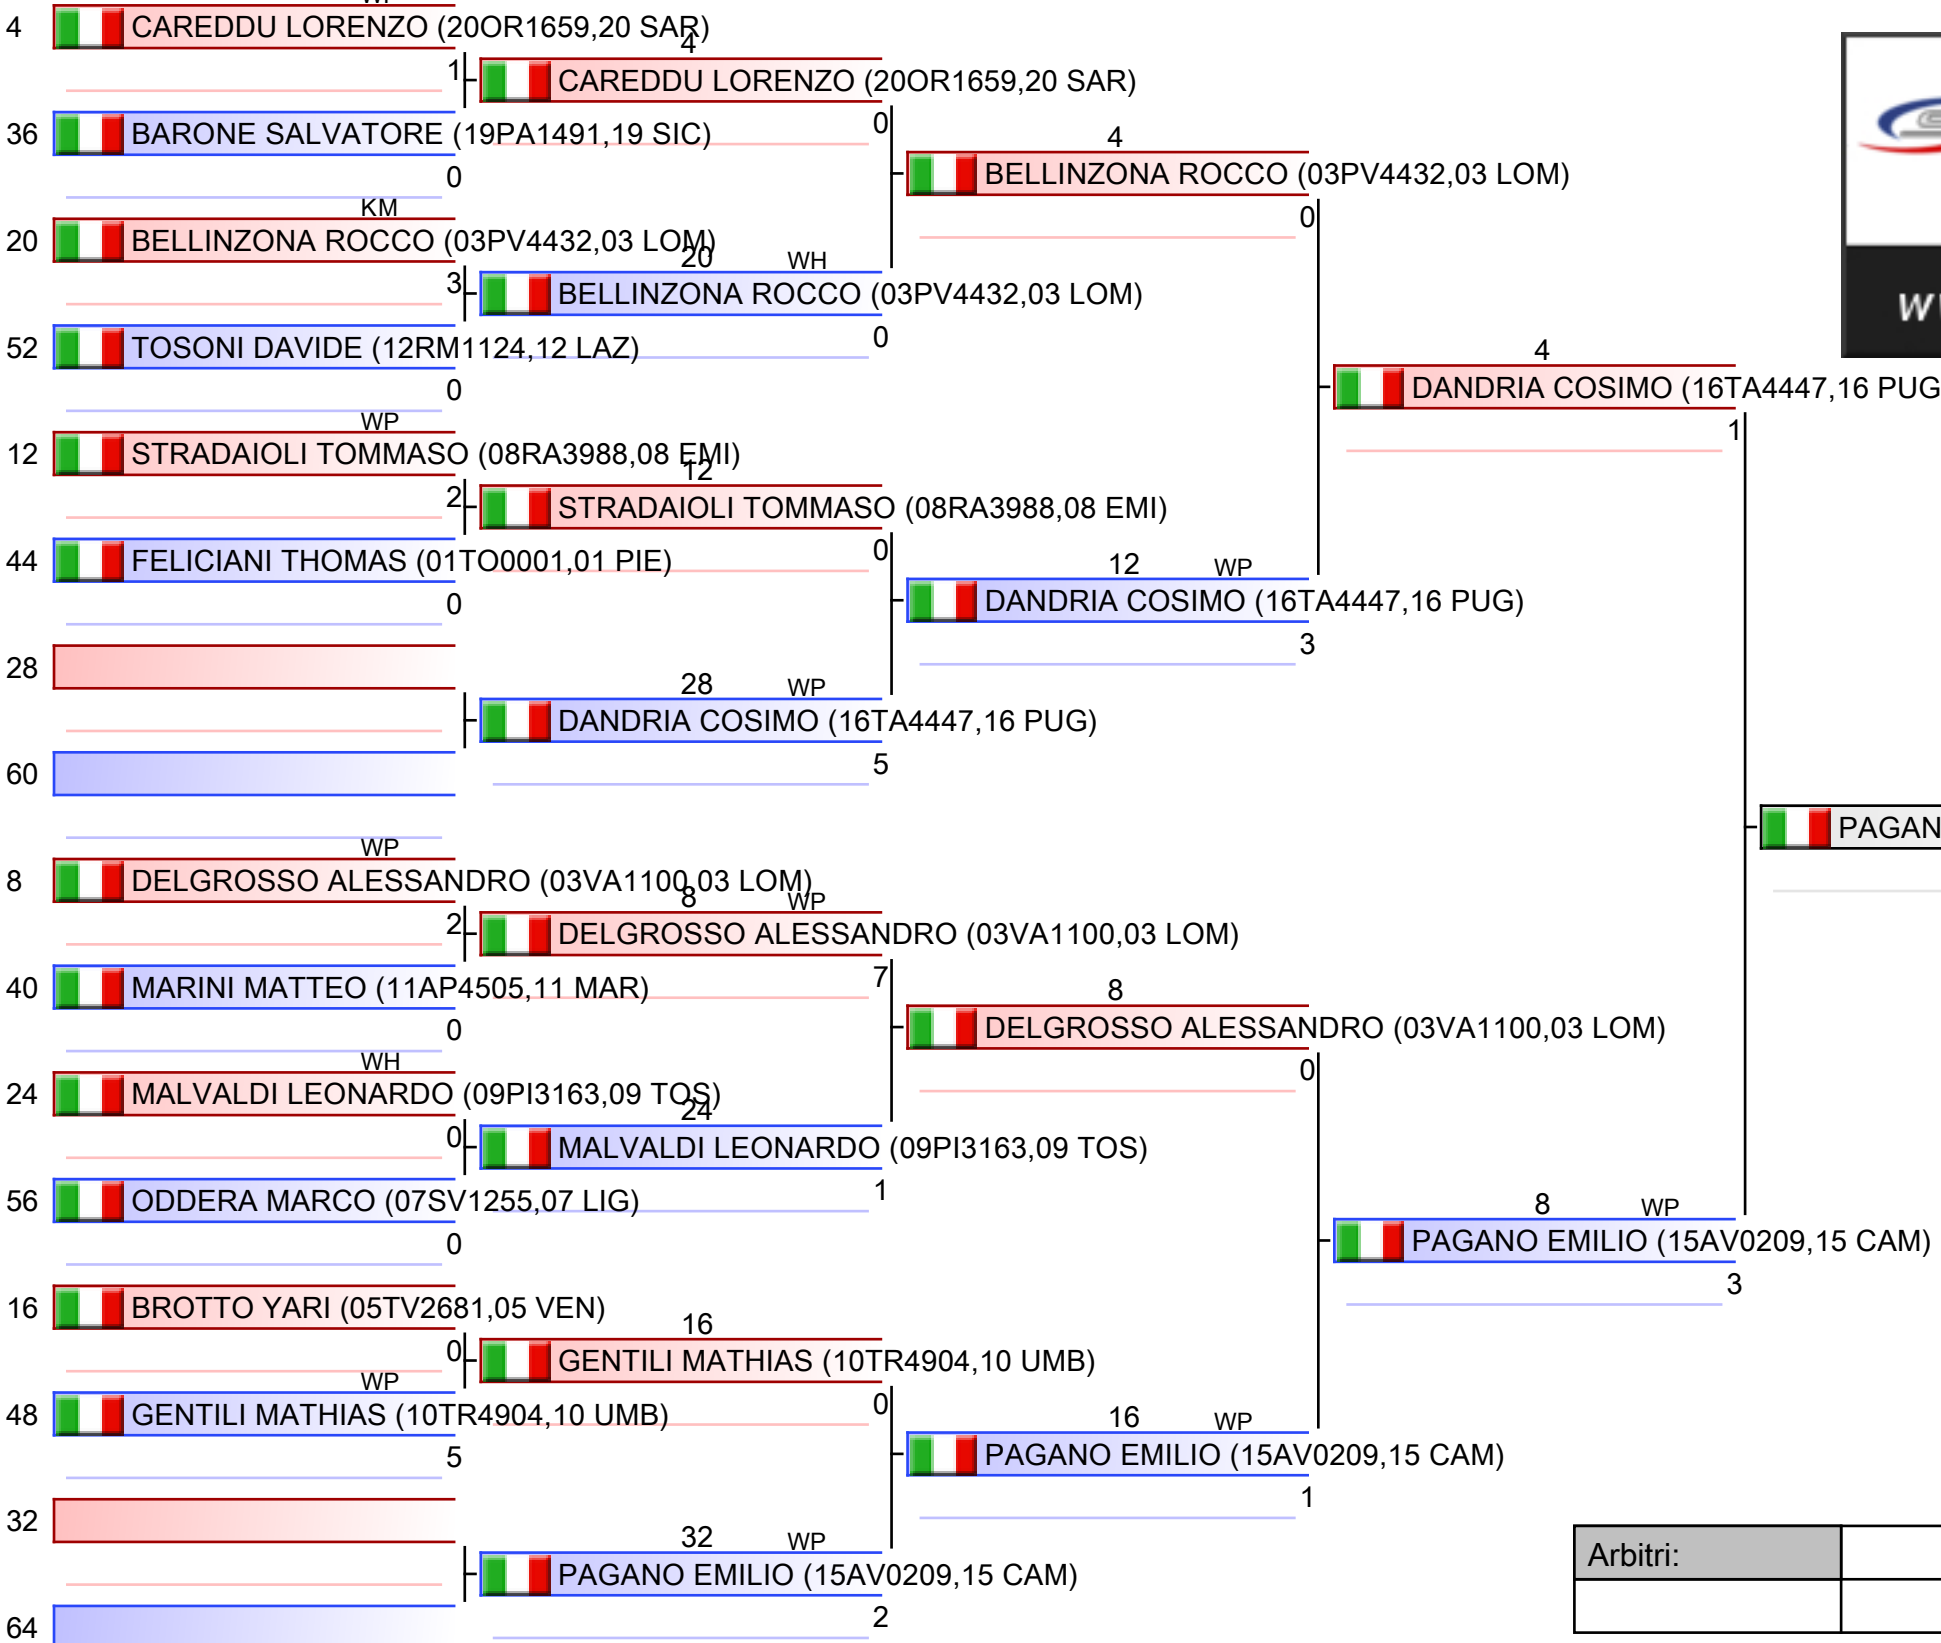 4 CAREDDU LORENZO (20OR1659,20 SAR)
1
36 BARONE SALVATORE (19PA1491,19 SIC)
0
KM
20 BELLINZONA ROCCO (03PV4432,03 LOM)
3
52 TOSONI DAVIDE (12RM1124,12 LAZ)
0
WP
12 STRADAIOLI TOMMASO (08RA3988,08 EMI)
2
44 FELICIANI THOMAS (01TO0001,01 PIE)
0
28
60
WP
8 DELGROSSO ALESSANDRO (03VA1100,03 LOM)
2
40 MARINI MATTEO (11AP4505,11 MAR)
0
WH
24 MALVALDI LEONARDO (09PI3163,09 TOS)
0
56 ODDERA MARCO (07SV1255,07 LIG)
0
16 BROTTO YARI (05TV2681,05 VEN)
0
WP
48 GENTILI MATHIAS (10TR4904,10 UMB)
5
32
64
4
CAREDDU LORENZO (20OR1659,20 SAR)
0
20 WH
BELLINZONA ROCCO (03PV4432,03 LOM)
0
12
STRADAIOLI TOMMASO (08RA3988,08 EMI)
0
28 WP
DANDRIA COSIMO (16TA4447,16 PUG)
5
8 WP
DELGROSSO ALESSANDRO (03VA1100,03 LOM)
7
24
MALVALDI LEONARDO (09PI3163,09 TOS)
1
16
GENTILI MATHIAS (10TR4904,10 UMB)
0
32 WP
PAGANO EMILIO (15AV0209,15 CAM)
2
4
BELLINZONA ROCCO (03PV4432,03 LOM)
0
12 WP
DANDRIA COSIMO (16TA4447,16 PUG)
3
8
DELGROSSO ALESSANDRO (03VA1100,03 LOM)
0
16 WP
PAGANO EMILIO (15AV0209,15 CAM)
1
4
DANDRIA COSIMO (16TA4447,16 PUG
1
8 WP
PAGANO EMILIO (15AV0209,15 CAM)
3
PAGAN
Arbitri: